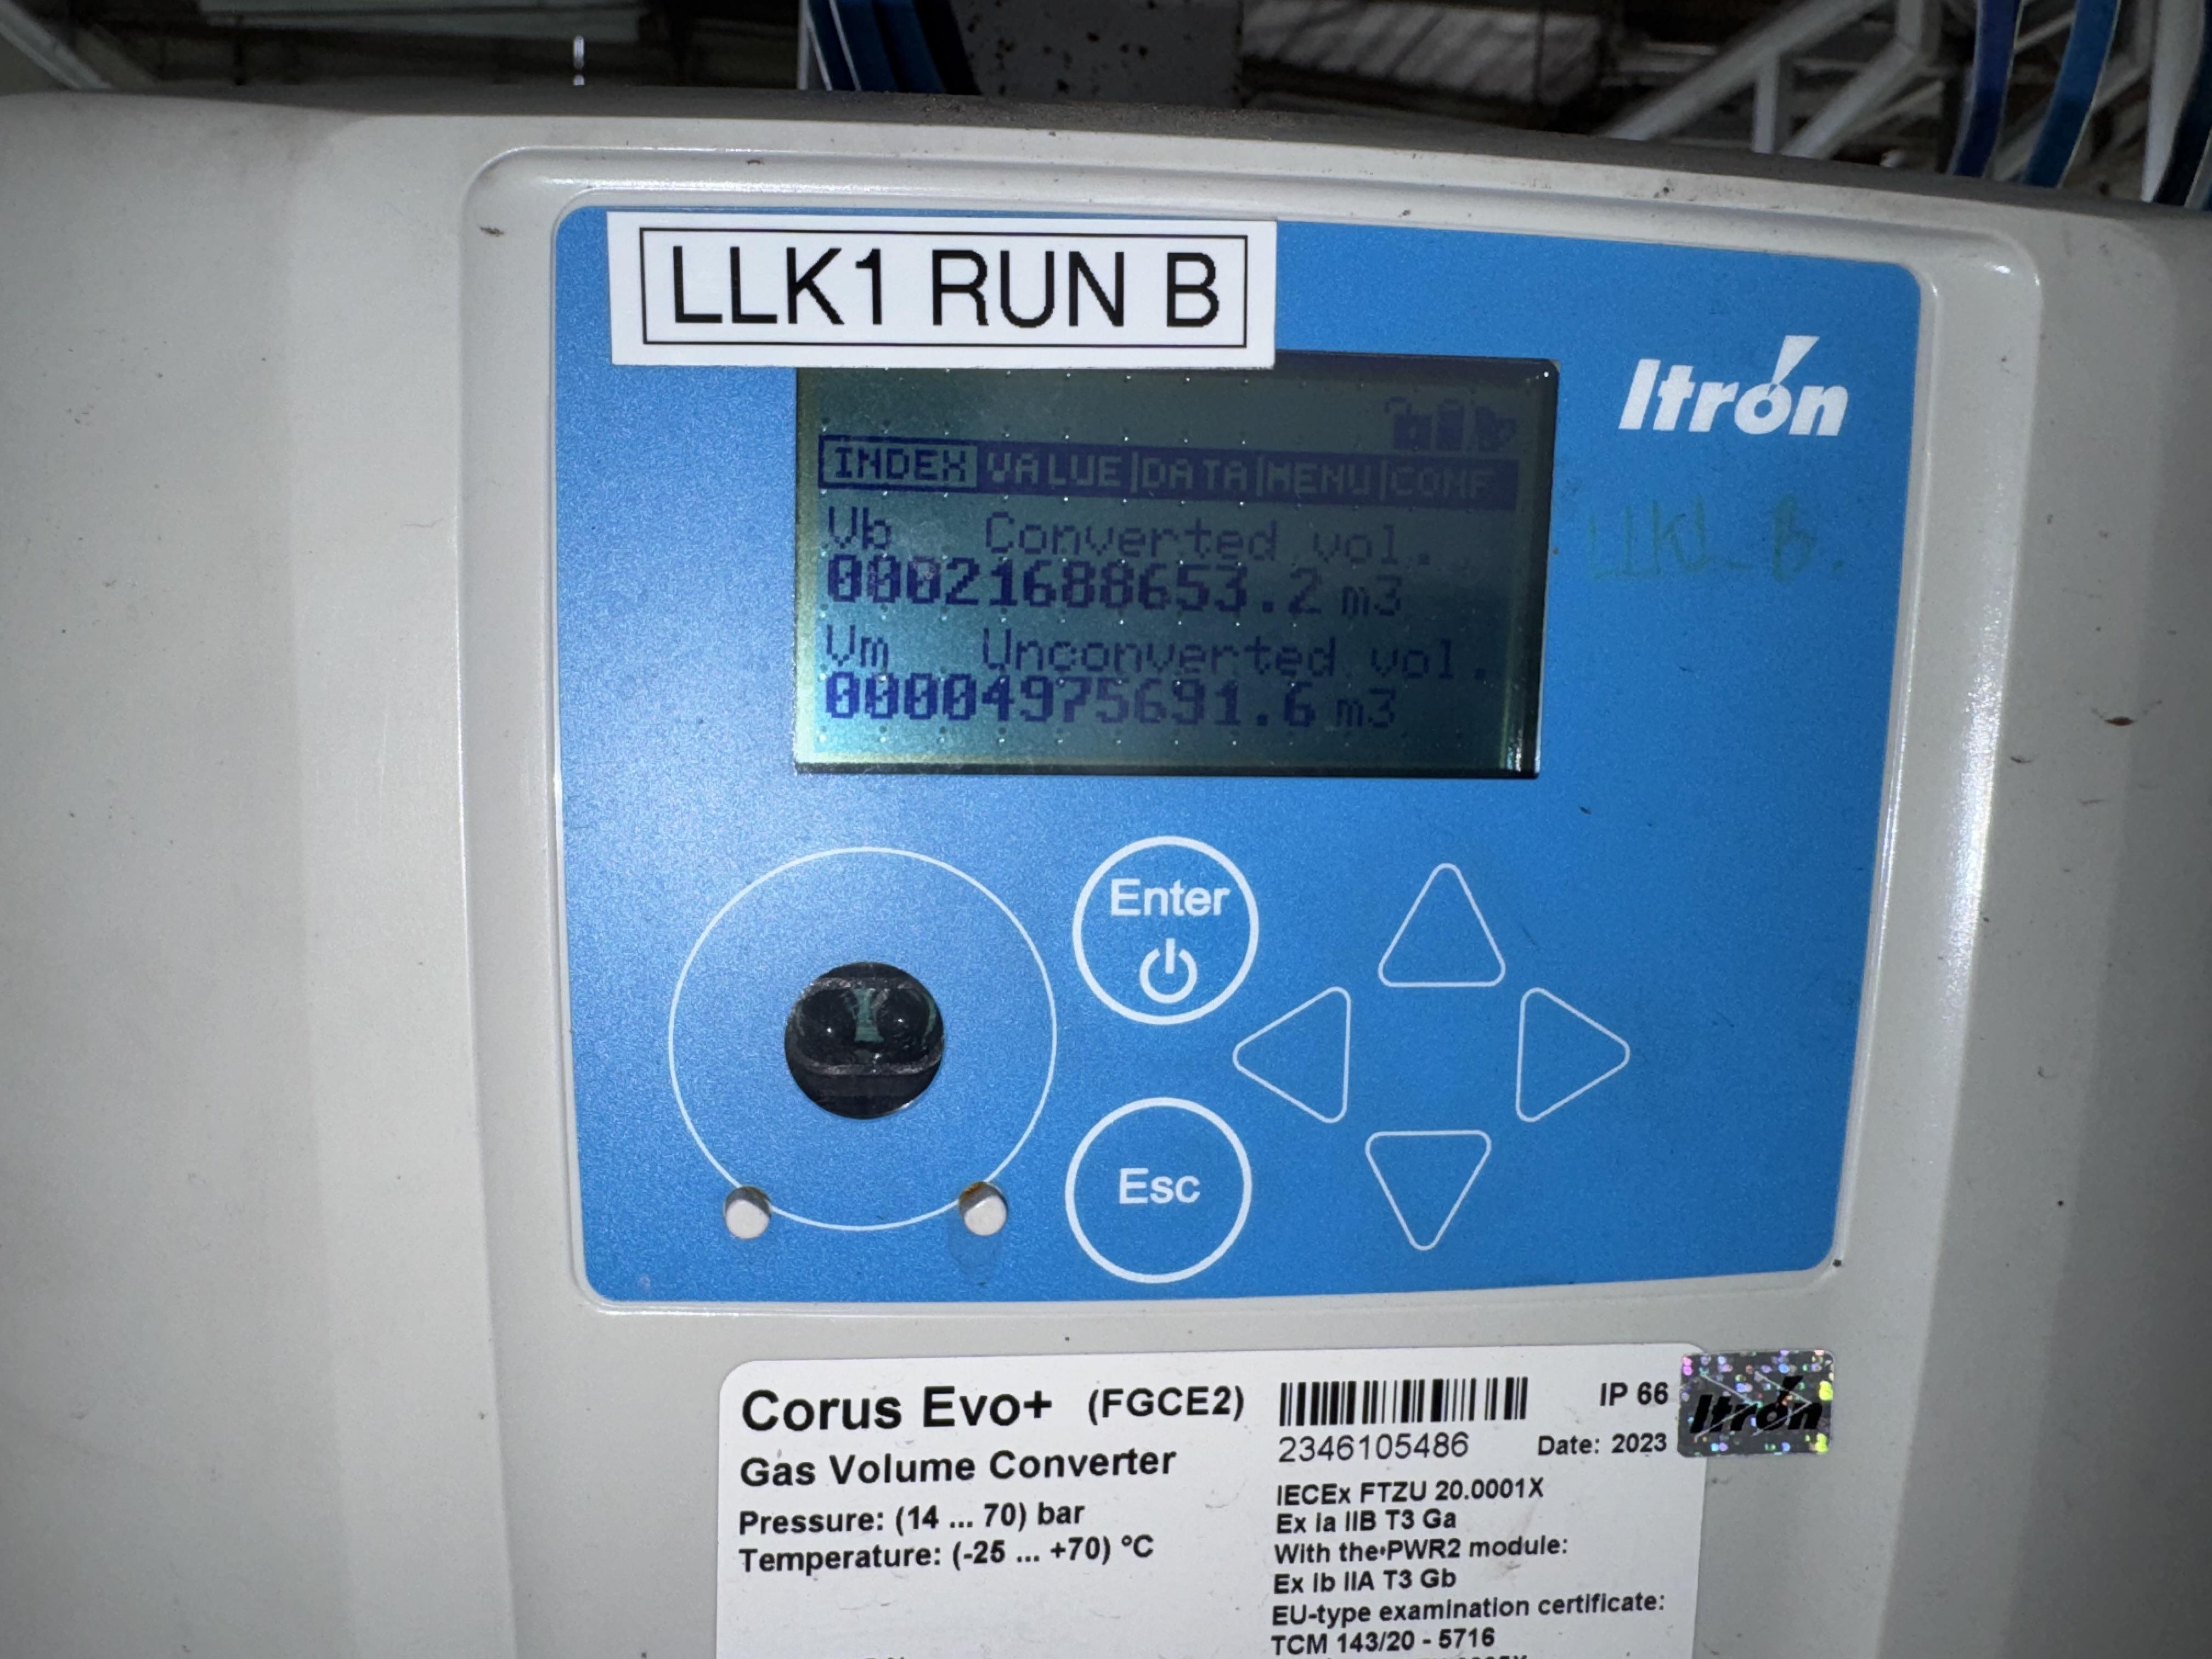 LLK1 RUN B
Itrón
INDEX VALUE|DATA|MENU|CONF
Vb Converted vol.
00021688653.2 m3
LLK1_B.
Vm Unconverted vol.
00004975691.6 m3
Enter
Esc
Corus Evo+ (FGCE2)
Gas Volume Converter
Pressure: (14 ... 70) bar
Temperature: (-25 ... +70) °C
2346105486
IP 66
Date: 2023
Itrón
IECEx FTZU 20.0001X
Ex ia IIB T3 Ga
With the PWR2 module:
Ex ib IIA T3 Gb
EU-type examination certificate:
TCM 143/20 - 5716